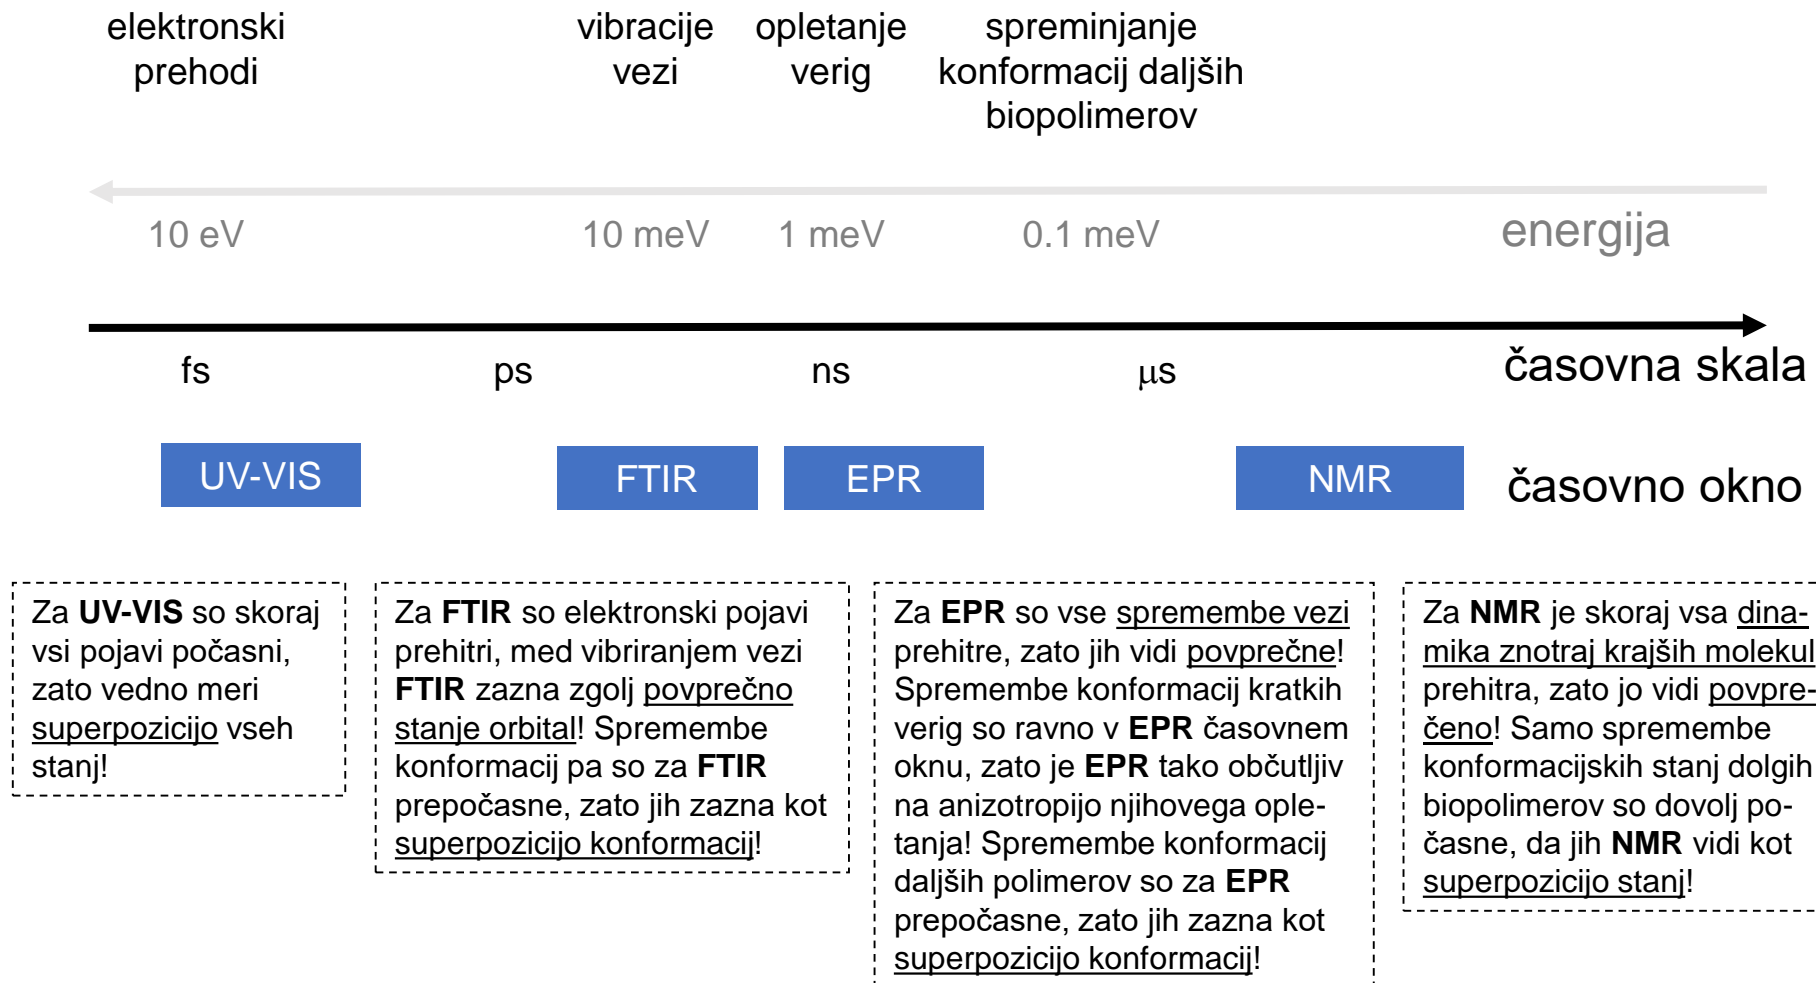 elektronski
prehodi
vibracije
vezi
opletanje
verig
spreminjanje
konformacij daljših
biopolimerov
10 eV
10 meV
1 meV
0.1 meV
energija
fs
ps
ns
μs
časovna skala
UV-VIS
FTIR
EPR
NMR
časovno okno
Za UV-VIS so skoraj
vsi pojavi počasni,
zato vedno meri
superpozicijo vseh
stanj!
Za FTIR so elektronski pojavi
prehitri, med vibriranjem vezi
FTIR zazna zgolj povprečno
stanje orbital! Spremembe
konformacij pa so za FTIR
prepočasne, zato jih zazna kot
superpozicijo konformacij!
Za EPR so vse spremembe vezi
prehitre, zato jih vidi povprečne!
Spremembe konformacij kratkih
verig so ravno v EPR časovnem
oknu, zato je EPR tako občutljiv
na anizotropijo njihovega ople-
tanja! Spremembe konformacij
daljših polimerov so za EPR
prepočasne, zato jih zazna kot
superpozicijo konformacij!
Za NMR je skoraj vsa dina-
mika znotraj krajših molekul
prehitra, zato jo vidi povpre-
čeno! Samo spremembe
konformacijskih stanj dolgih
biopolimerov so dovolj po-
časne, da jih NMR vidi kot
superpozicijo stanj!